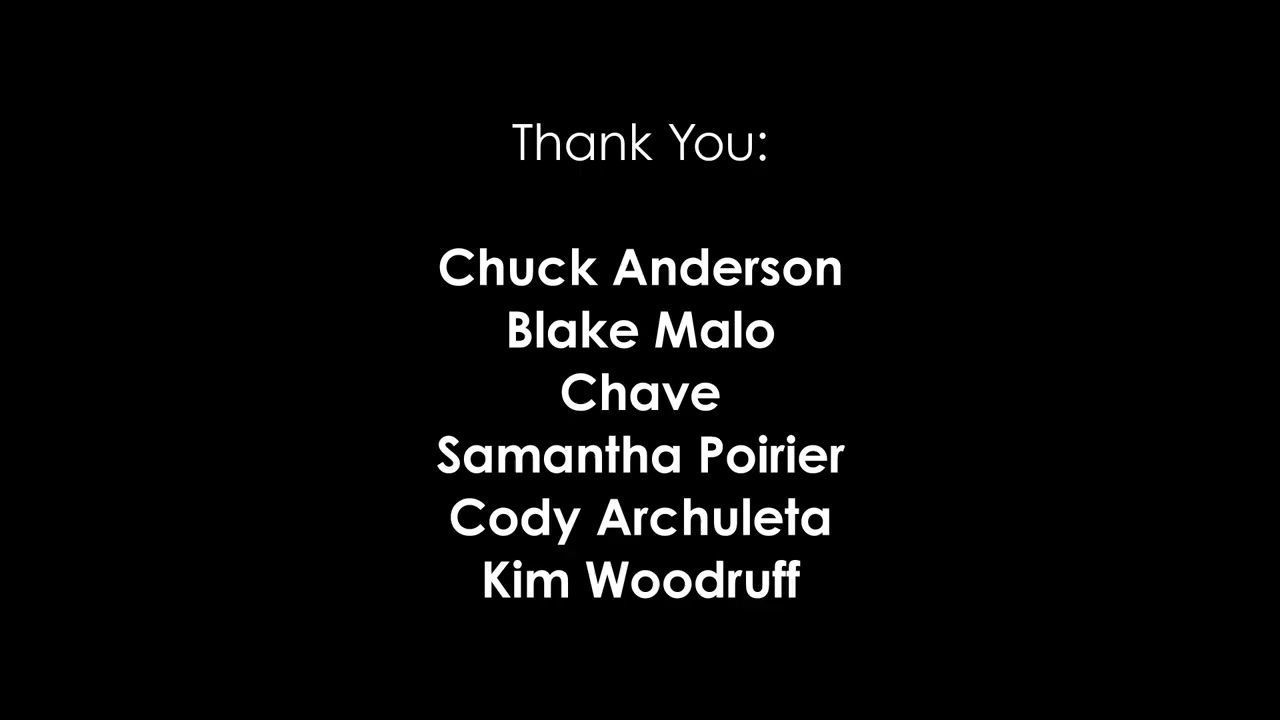 Thank You:
Chuck Anderson
Blake Malo
Chave
Samantha Poirier
Cody Archuleta
Kim Woodruff